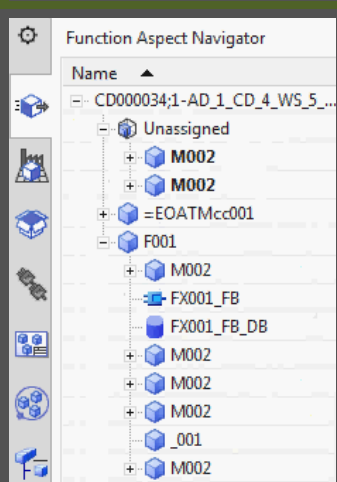 Function Aspect Navigator
Name
CD000034;1-AD_1_CD_4_WS_5_...
Unassigned
M002
M002
=EOATMcc001
F001
M002
FX001_FB
FX001_FB_DB
M002
M002
M002
_001
M002